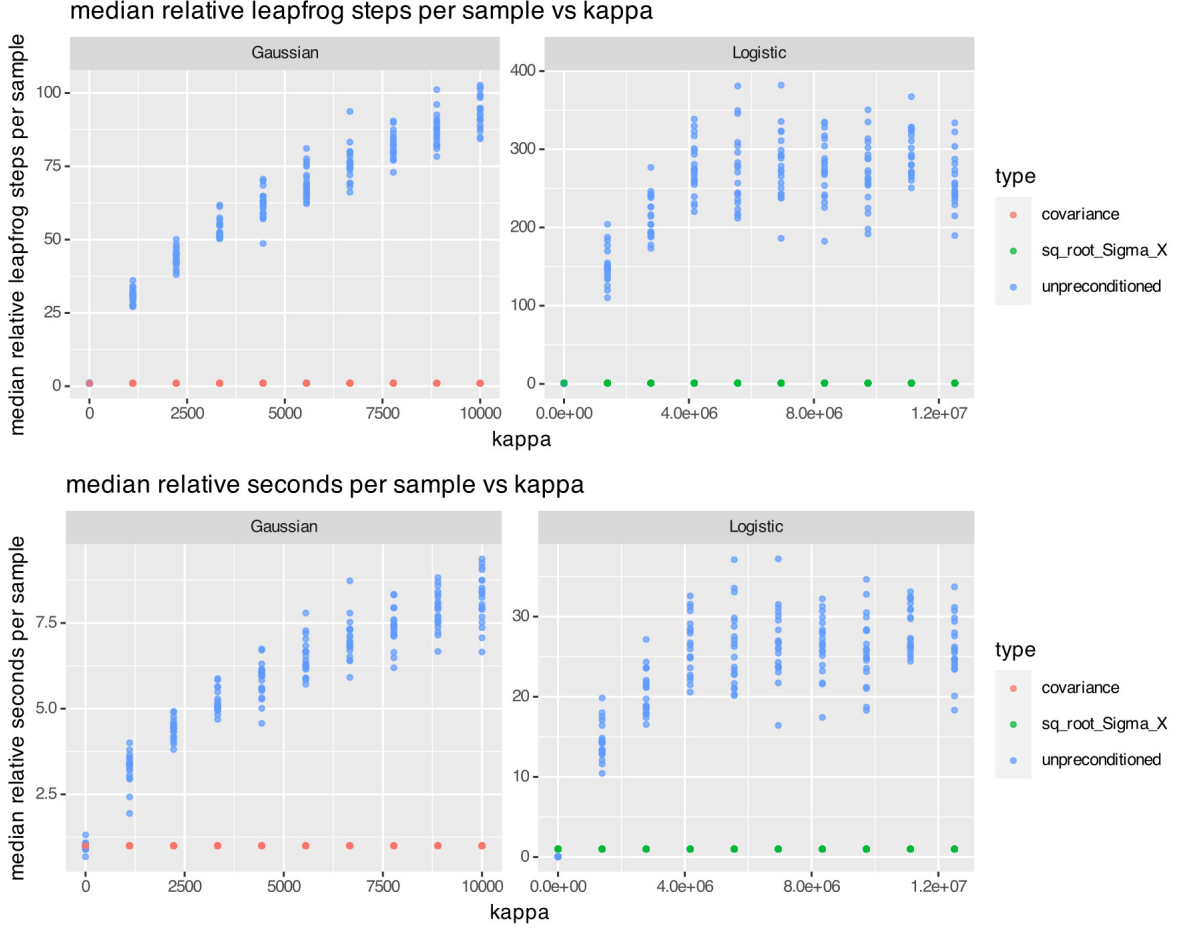 median relative leapfrog steps per sample vs kappa
Gaussian
Logistic
median relative leapfrog steps per sample
100
75
50
25
0
0
2500
5000
7500
10000
400
300
200
100
0
0.0e+00
4.0e+06
8.0e+06
1.2e+07
kappa
type
covariance
sq_root_Sigma_X
unpreconditioned
median relative seconds per sample vs kappa
Gaussian
Logistic
median relative seconds per sample
7.5
5.0
2.5
0
2500
5000
7500
10000
30
20
10
0
0.0e+00
4.0e+06
8.0e+06
1.2e+07
kappa
type
covariance
sq_root_Sigma_X
unpreconditioned